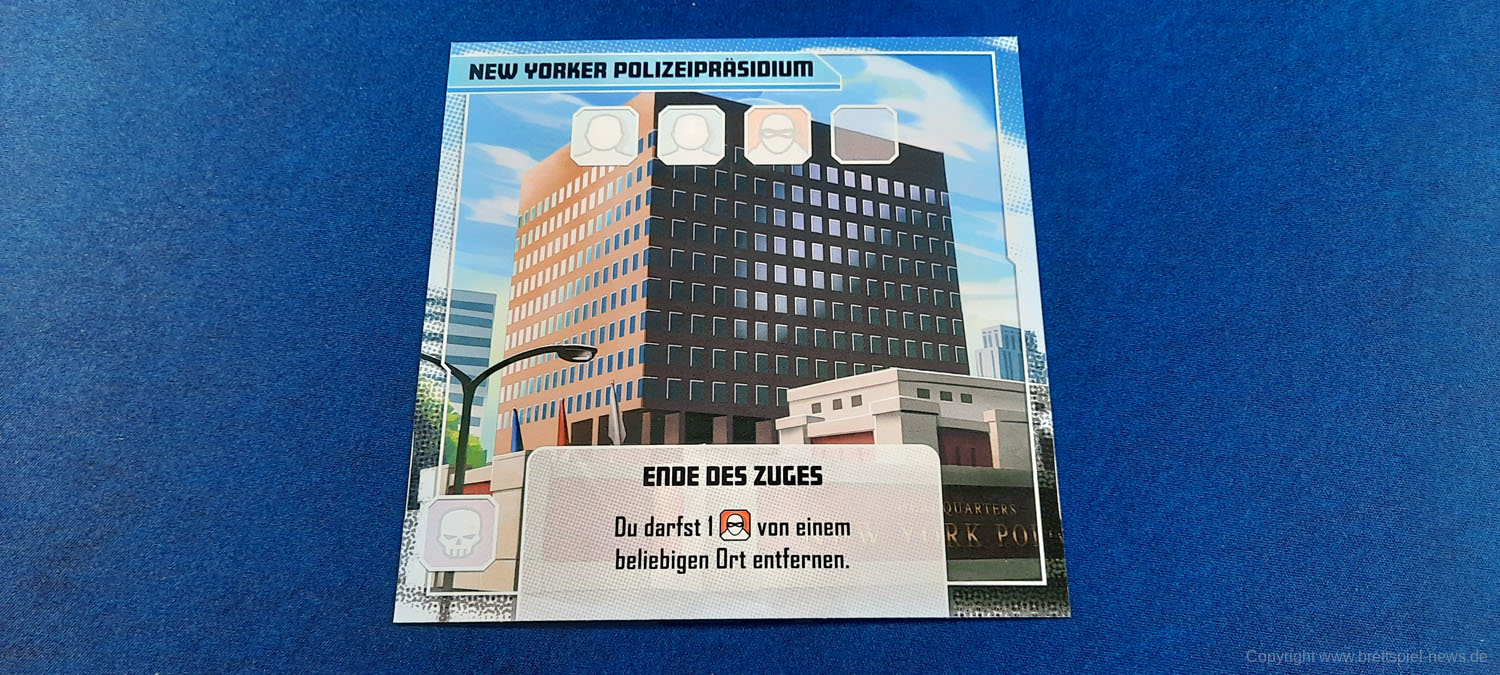 NEW YORKER POLIZEIPRÄSIDIUM
QUARTERS
ENDE DES ZUGES
Du darfst 1 von einem
beliebigen Ort entfernen.
Copyright www.brettspiel-news.de